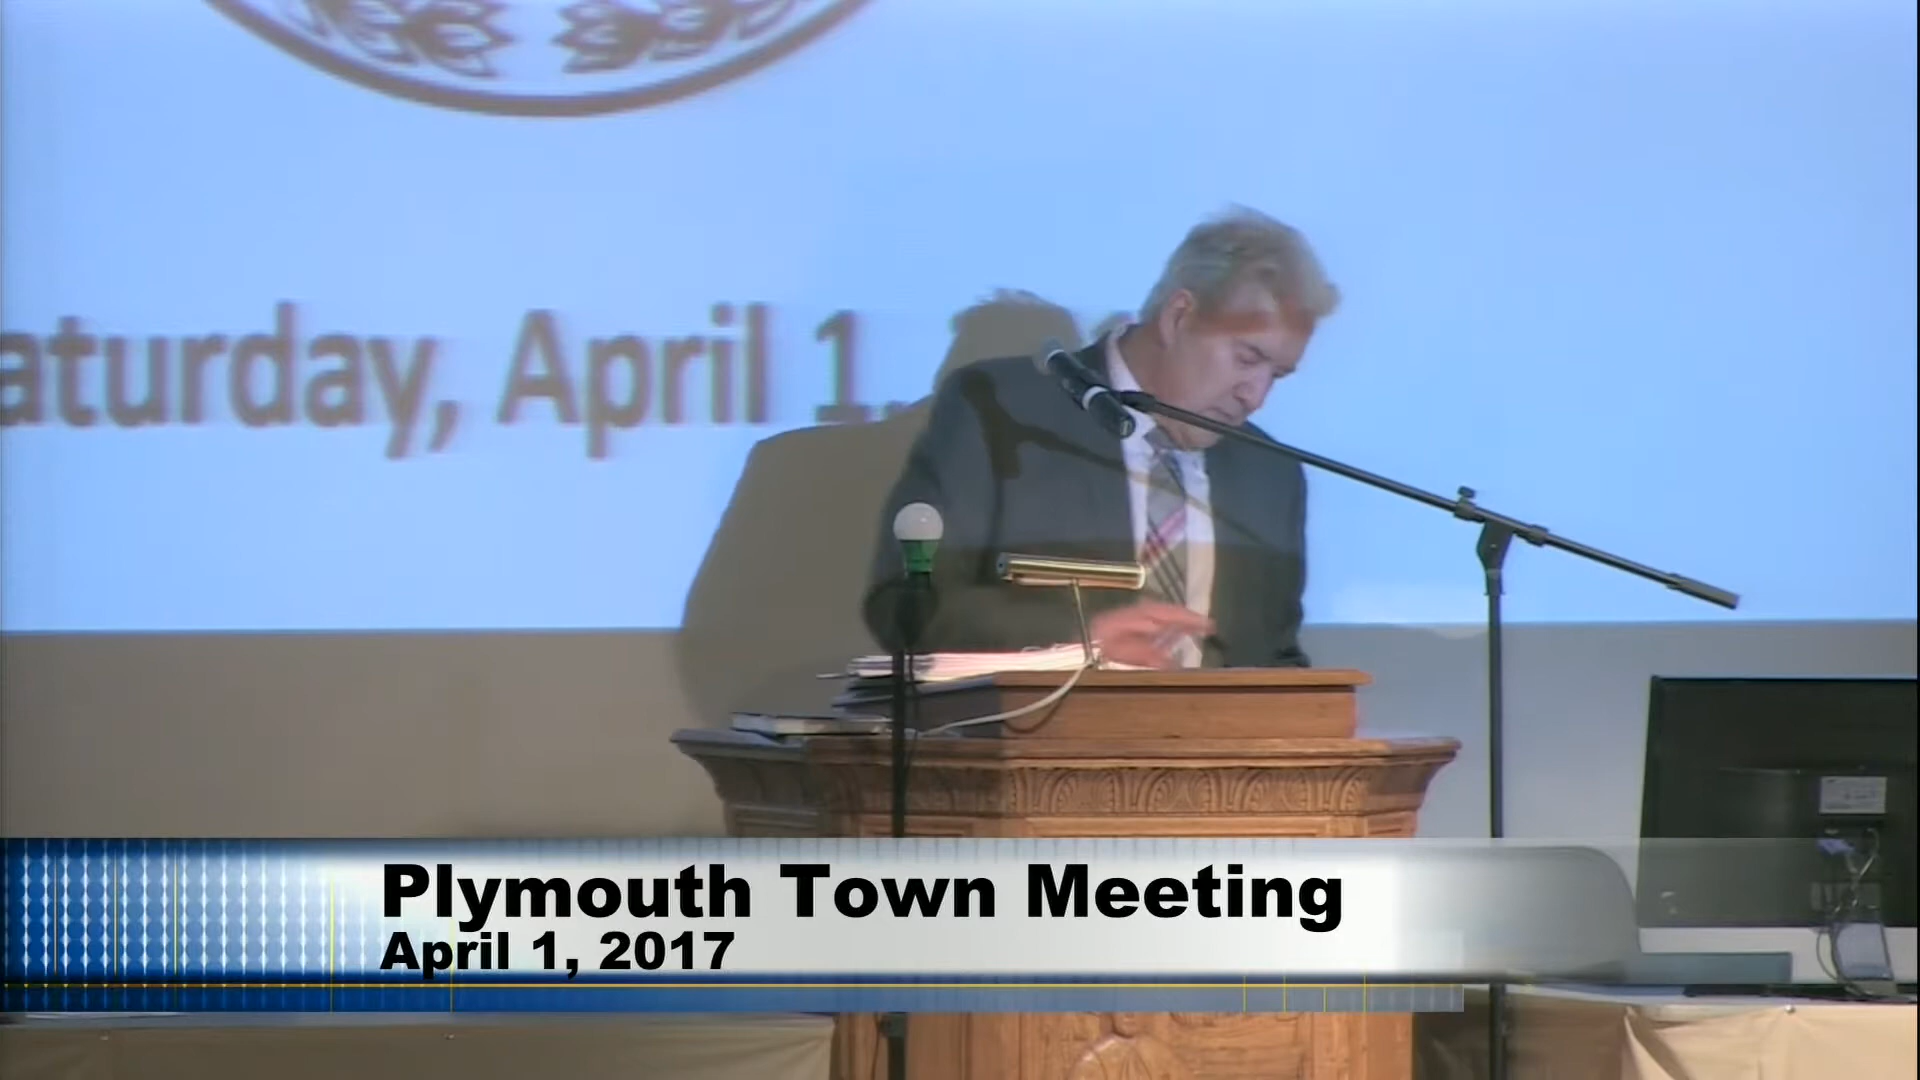 aturday, April 1,
Plymouth Town Meeting
April 1, 2017